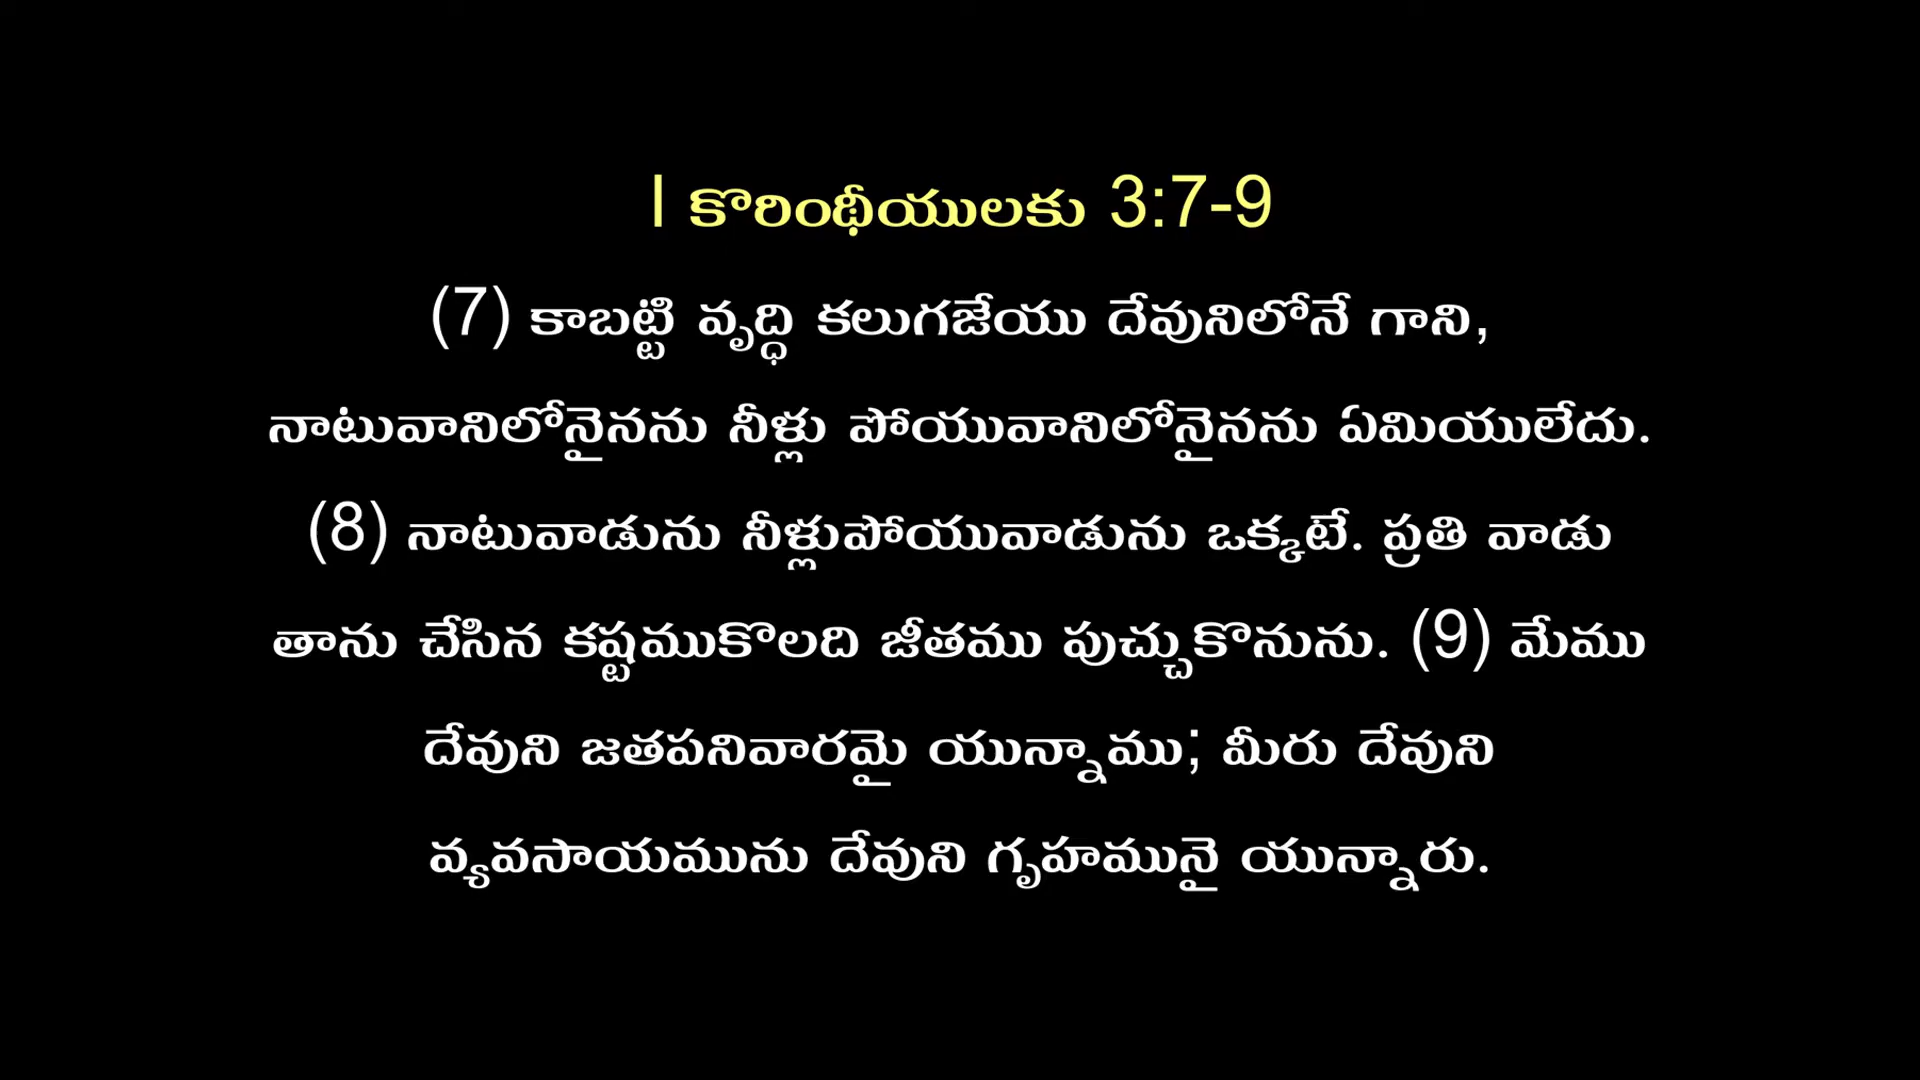 I కొరింథీయులకు 3:7-9
(7) కాబట్టి వృద్ధి కలుగజేయు దేవునిలోనే గాని,
నాటువానిలోనైనను నీళ్లు పోయువానిలోనైనను ఏమియులేదు.
(8) నాటువాడును నీళ్లుపోయువాడును ఒక్కటే. ప్రతి వాడు
తాను చేసిన కష్టముకొలది జీతము పుచ్చుకొనును. (9) మేము
దేవుని జతపనివారమై యున్నాము; మీరు దేవుని
వ్యవసాయమును దేవుని గృహమునై యున్నారు.